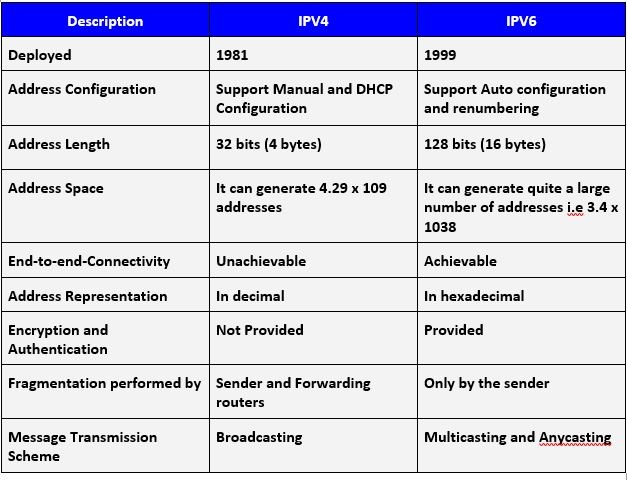 Description IPV4 IPV6
Deployed 1981 1999
Address Configuration Support Manual and DHCP Support Auto configuration
Configuration and renumbering
Address Length 32 bits (4 bytes) 128 bits (16 bytes)
Address Space It can generate 4.29 x 109 It can generate quite a large
addresses number of addresses i.e 3.4 x
1038
End-to-end-Connectivity Unachievable Achievable
Address Representation In decimal In hexadecimal
Encryption and Not Provided Provided
Authentication
Fragmentation performed by Sender and Forwarding Only by the sender
routers
Message Transmission Broadcasting Multicasting and Anycasting
Scheme